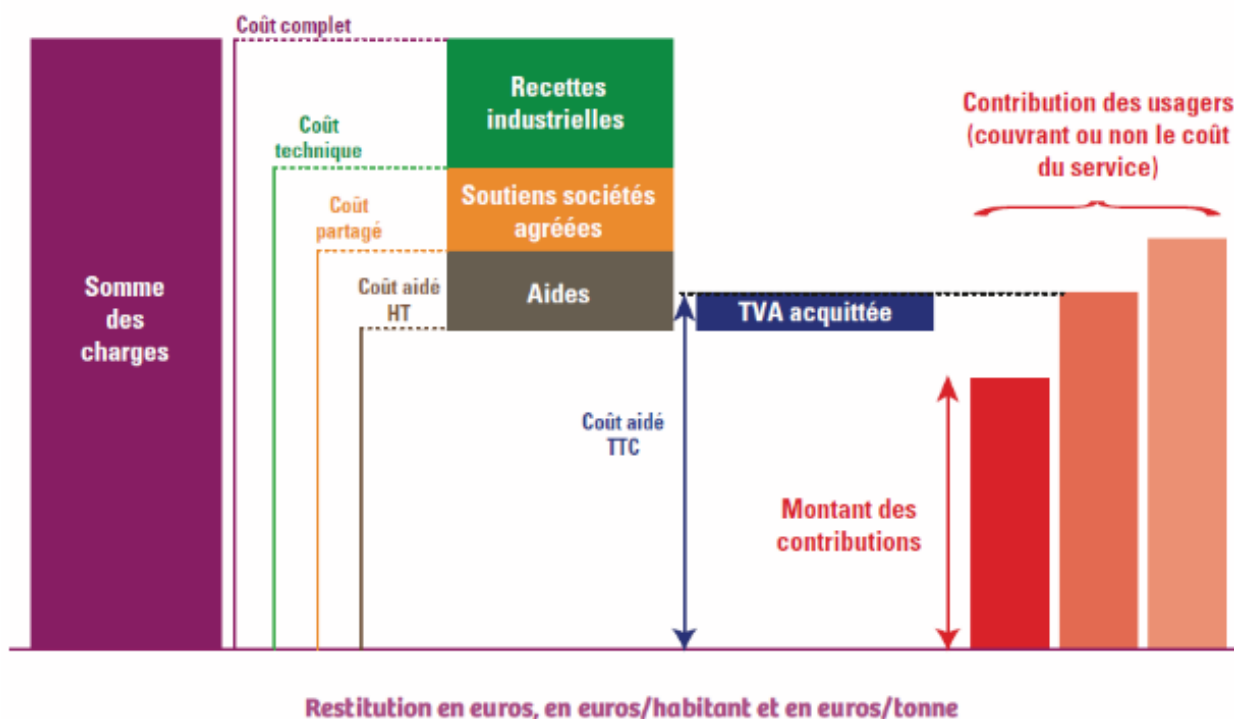 Coût complet
Recettes
industrielles
Coût
technique
Contribution des usagers
(couvrant ou non le coût
du service)
Soutiens sociétés
agréées
Coût
partagé
Somme
des
charges
Coût aidé
HT
Aides
TVA acquittée
Coût aidé
TTC
Montant des
contributions
Restitution en euros, en euros/habitant et en euros/tonne